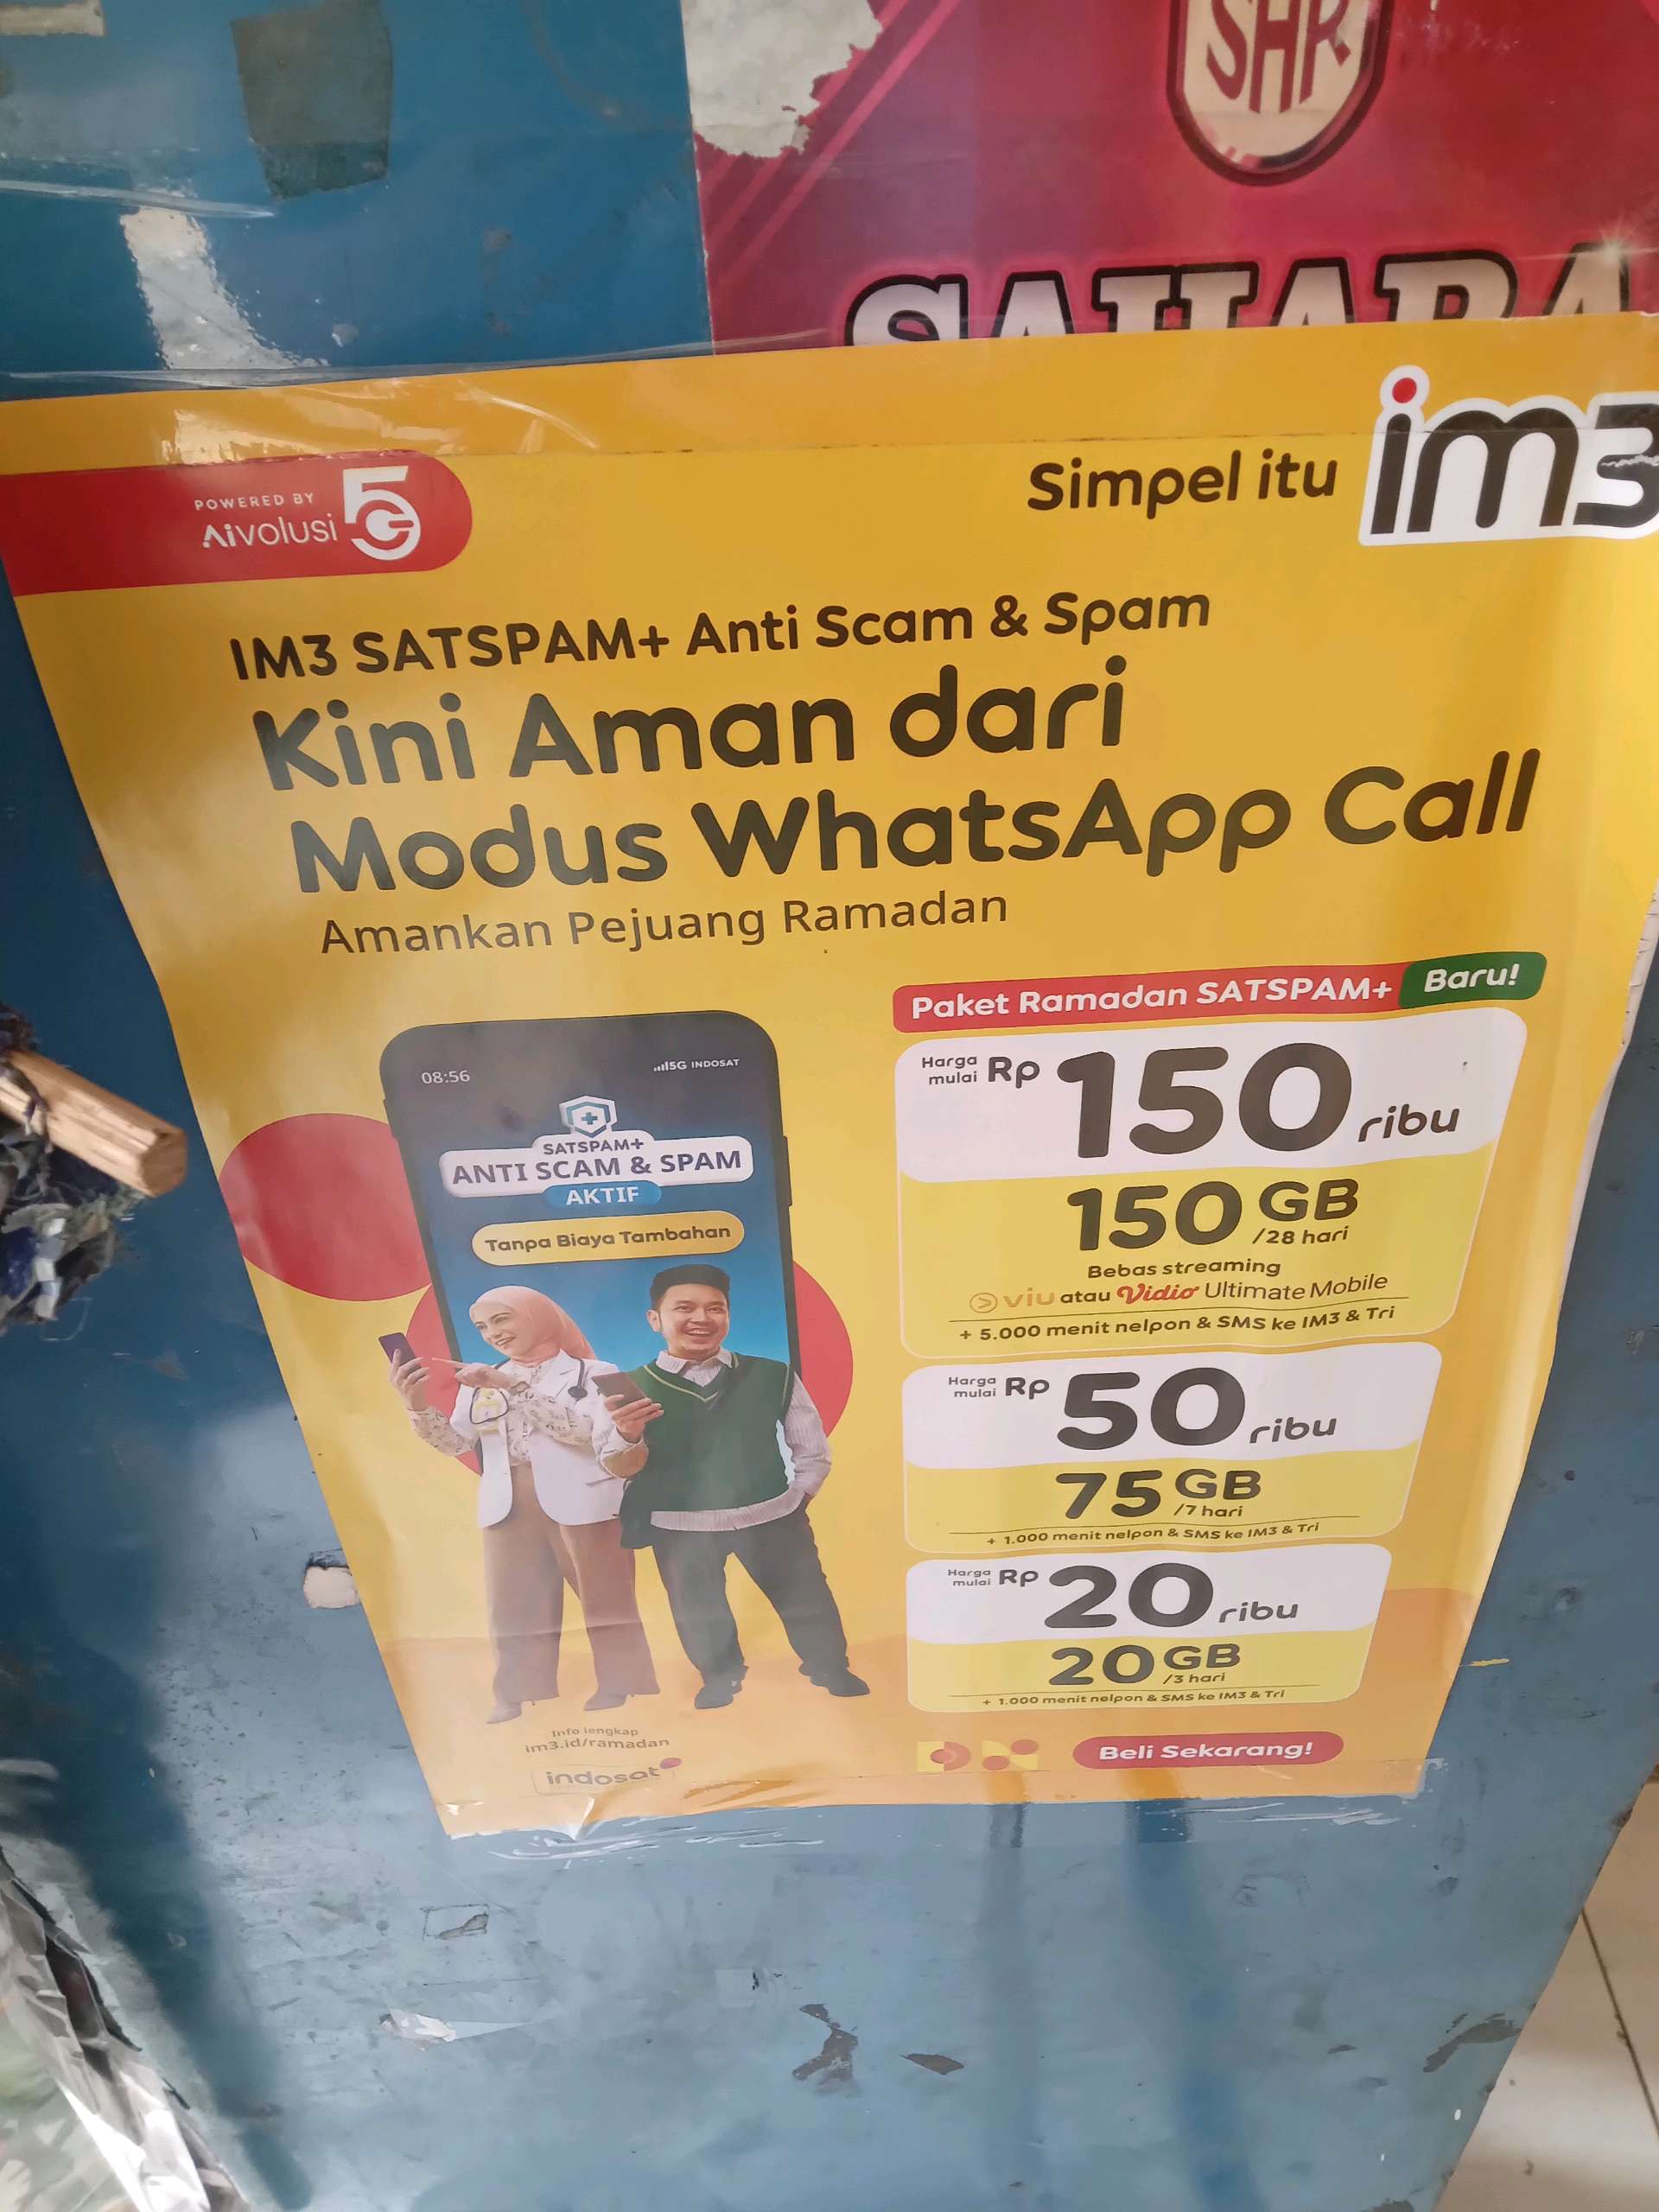 SHR
SAHARA
POWERED BY
Aivolusi 5G
Simpel itu im3
IM3 SATSPAM+ Anti Scam & Spam
Kini Aman dari
Modus WhatsApp Call
Amankan Pejuang Ramadan
08:56
5G INDOSAT
SATSPAM+
ANTI SCAM & SPAM
AKTIF
Tanpa Biaya Tambahan
Paket Ramadan SATSPAM+ Baru!
Harga mulai Rp 150 ribu
150 GB /28 hari
Bebas streaming
viu atau Vidio Ultimate Mobile
+ 5.000 menit nelpon & SMS ke IM3 & Tri
Harga mulai Rp 50 ribu
75 GB /7 hari
+ 1.000 menit nelpon & SMS ke IM3 & Tri
Harga mulai Rp 20 ribu
20 GB /3 hari
+ 1.000 menit nelpon & SMS ke IM3 & Tri
Info lengkap
im3.id/ramadan
indosat
Beli Sekarang!